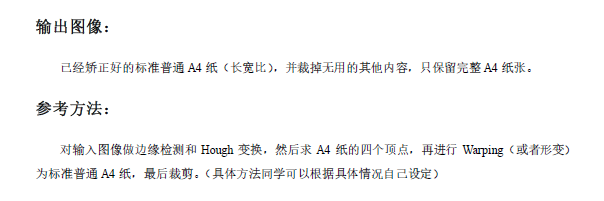 输出图像：
已经矫正好的标准普通 A4 纸（长宽比），并裁掉无用的其他内容，只保留完整 A4 纸张。
参考方法：
对输入图像做边缘检测和 Hough 变换，然后求 A4 纸的四个顶点，再进行 Warping（或者形变）
为标准普通 A4 纸，最后裁剪。（具体方法同学可以根据具体情况自己设定）